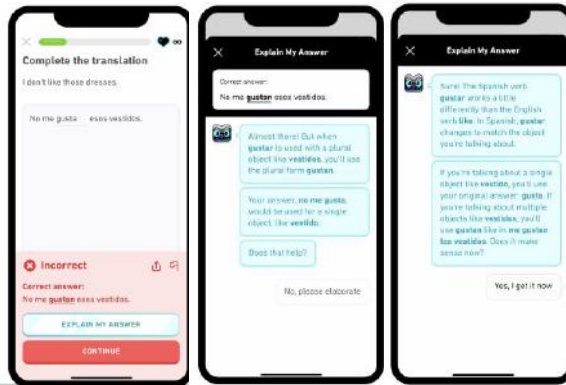 Complete the translation
I don't like those dresses.
No me gusta esos vestidos.
Incorrect
Correct answer:
No me gustan esos vestidos.
EXPLAIN MY ANSWER
CONTINUE
Explain My Answer
Correct answer:
No me gustan esos vestidos.
Almost there! But when
gustar is used with a plural
object like vestidos, you'll use
the plural form gustan.
Your answer, no me gusta,
would be used for a single
object, like vestido.
Does that help?
No, please elaborate
Explain My Answer
Sure! The Spanish verb
gustar works a little
differently than the English
verb like. In Spanish, gustar
changes to match the object
you're talking about.
If you're talking about a single
object like vestido, you'll use
your original answer: gusta. If
you're talking about multiple
objects like vestidos, you'll
use gustan like in me gustan
los vestidos. Does it make
sense now?
Yes, I get it now